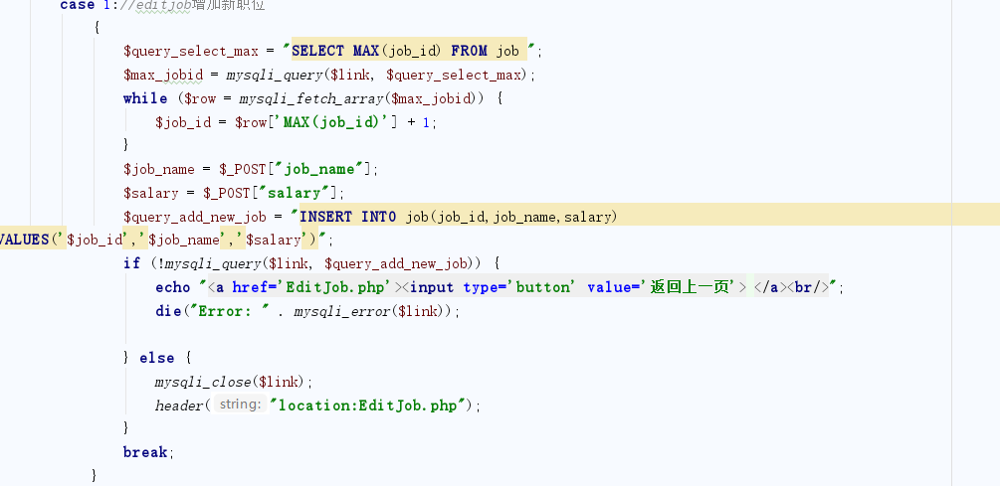 case 1://editjob增加新职位
{
$query_select_max = "SELECT MAX(job_id) FROM job ";
$max_jobid = mysqli_query($link, $query_select_max);
while ($row = mysqli_fetch_array($max_jobid)) {
$job_id = $row['MAX(job_id)'] + 1;
}
$job_name = $_POST["job_name"];
$salary = $_POST["salary"];
$query_add_new_job = "INSERT INTO job(job_id,job_name,salary)
VALUES('$job_id','$job_name','$salary')";
if (!mysqli_query($link, $query_add_new_job)) {
echo "<a href='EditJob.php'><input type='button' value='返回上一页'> </a><br/>";
die("Error: " . mysqli_error($link));
} else {
mysqli_close($link);
header( string: "location:EditJob.php");
}
break;
}